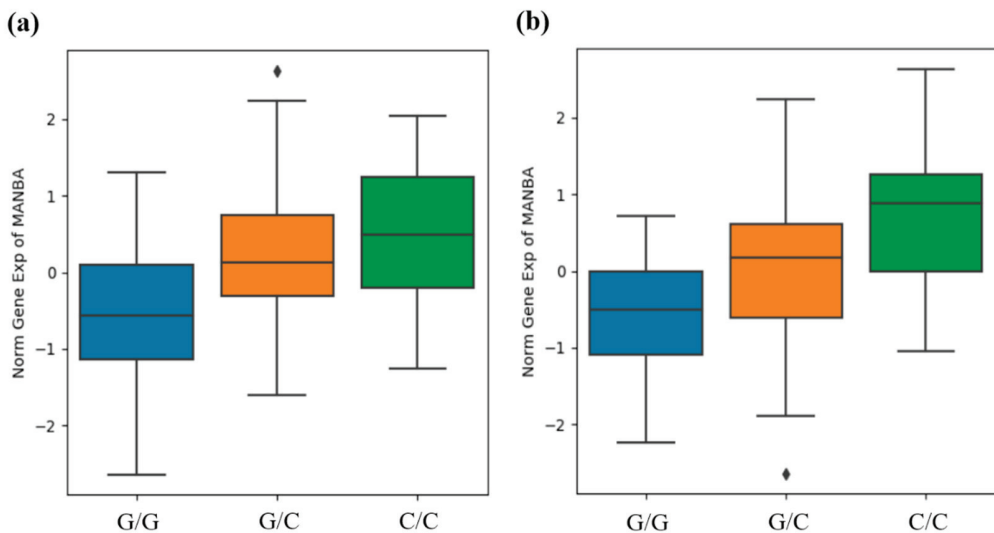 (a)
Norm Gene Exp of MANBA
2
1
0
−1
−2
G/G G/C C/C
(b)
Norm Gene Exp of MANBA
2
1
0
−1
−2
G/G G/C C/C